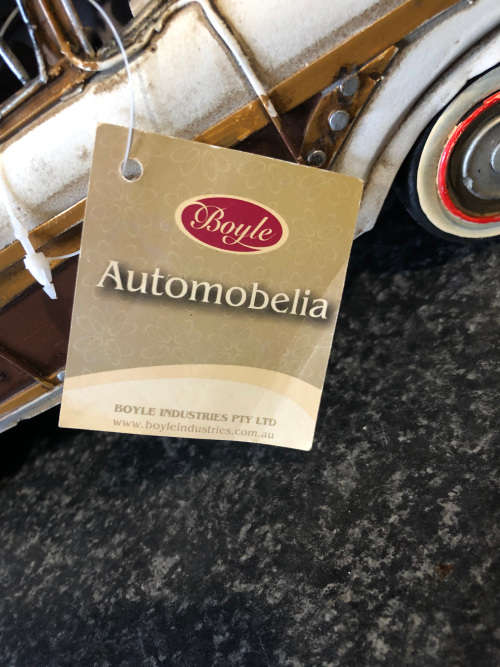 Boyle
Automobelia
BOYLE INDUSTRIES PTY LTD
www.boyleindustries.com.au